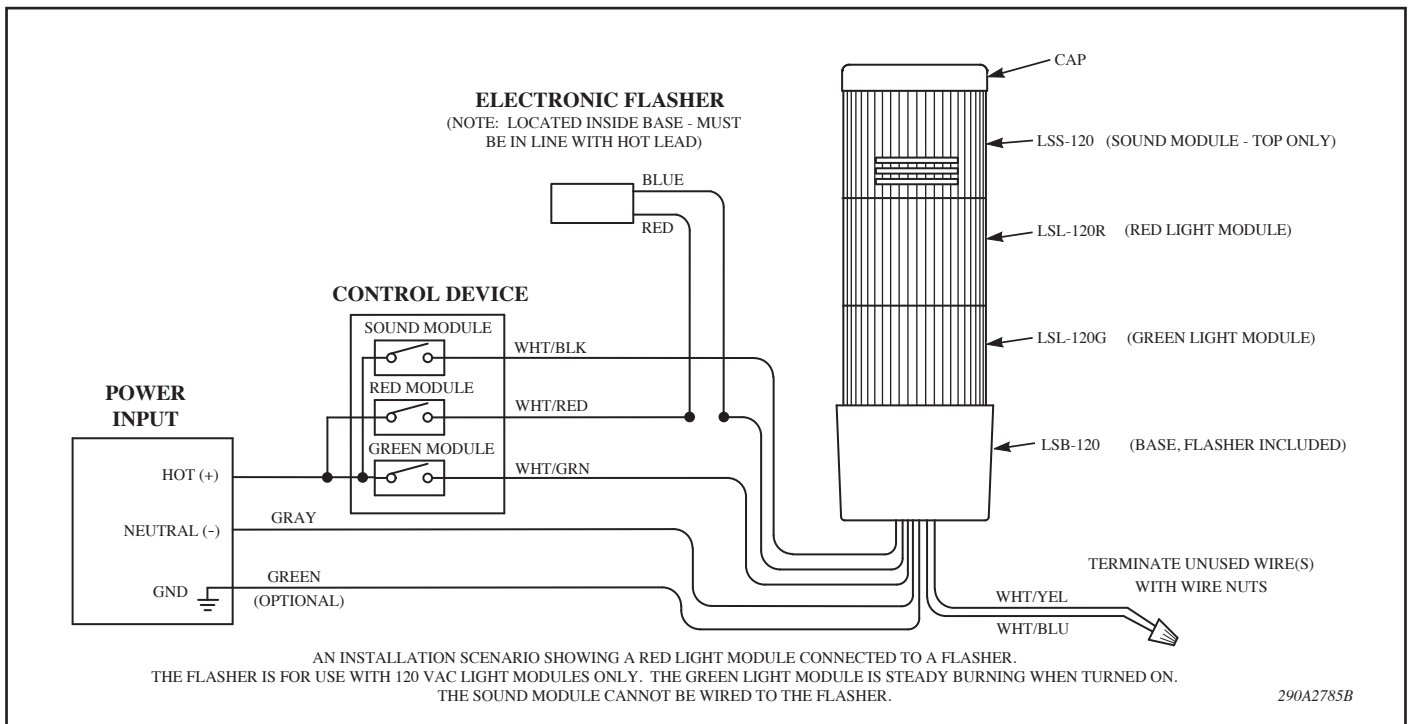 ELECTRONIC FLASHER
(NOTE: LOCATED INSIDE BASE - MUST
BE IN LINE WITH HOT LEAD)
BLUE
RED
CAP
LSS-120 (SOUND MODULE - TOP ONLY)
LSL-120R (RED LIGHT MODULE)
LSL-120G (GREEN LIGHT MODULE)
LSB-120 (BASE, FLASHER INCLUDED)
CONTROL DEVICE
SOUND MODULE
WHT/BLK
RED MODULE
WHT/RED
GREEN MODULE
WHT/GRN
POWER
INPUT
HOT (+)
NEUTRAL (-)
GRAY
GND
GREEN
(OPTIONAL)
TERMINATE UNUSED WIRE(S)
WITH WIRE NUTS
WHT/YEL
WHT/BLU
AN INSTALLATION SCENARIO SHOWING A RED LIGHT MODULE CONNECTED TO A FLASHER.
THE FLASHER IS FOR USE WITH 120 VAC LIGHT MODULES ONLY. THE GREEN LIGHT MODULE IS STEADY BURNING WHEN TURNED ON.
THE SOUND MODULE CANNOT BE WIRED TO THE FLASHER.
290A2785B